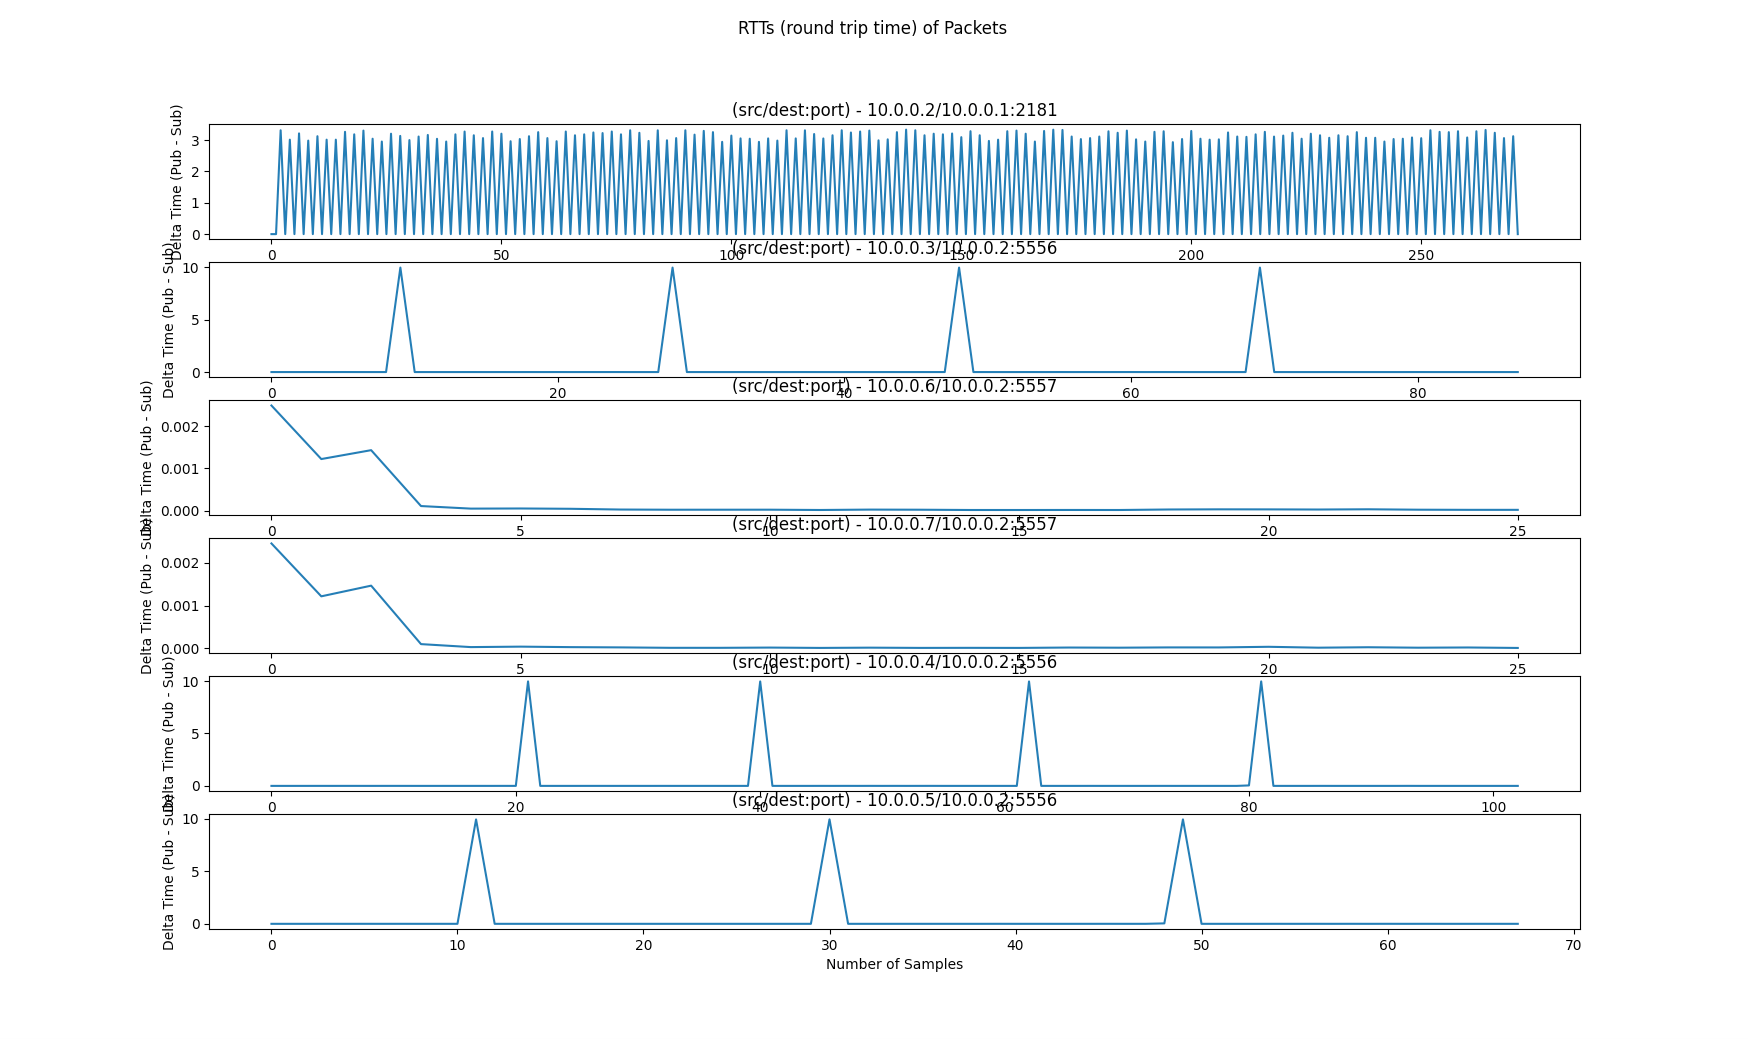 RTTs (round trip time) of Packets
(src/dest:port) - 10.0.0.2/10.0.0.1:2181
Delta Time (Pub - Sub)
3
2
1
0
0 50 100 150 200 250
(src/dest:port) - 10.0.0.3/10.0.0.2:5556
Delta Time (Pub - Sub)
10
5
0
0 20 40 60 80
(src/dest:port) - 10.0.0.6/10.0.0.2:5557
Delta Time (Pub - Sub)
0.002
0.001
0.000
0 5 10 15 20 25
(src/dest:port) - 10.0.0.7/10.0.0.2:5557
Delta Time (Pub - Sub)
0.002
0.001
0.000
0 5 10 15 20 25
(src/dest:port) - 10.0.0.4/10.0.0.2:5556
Delta Time (Pub - Sub)
10
5
0
0 20 40 60 80 100
(src/dest:port) - 10.0.0.5/10.0.0.2:5556
Delta Time (Pub - Sub)
10
5
0
0 10 20 30 40 50 60 70
Number of Samples